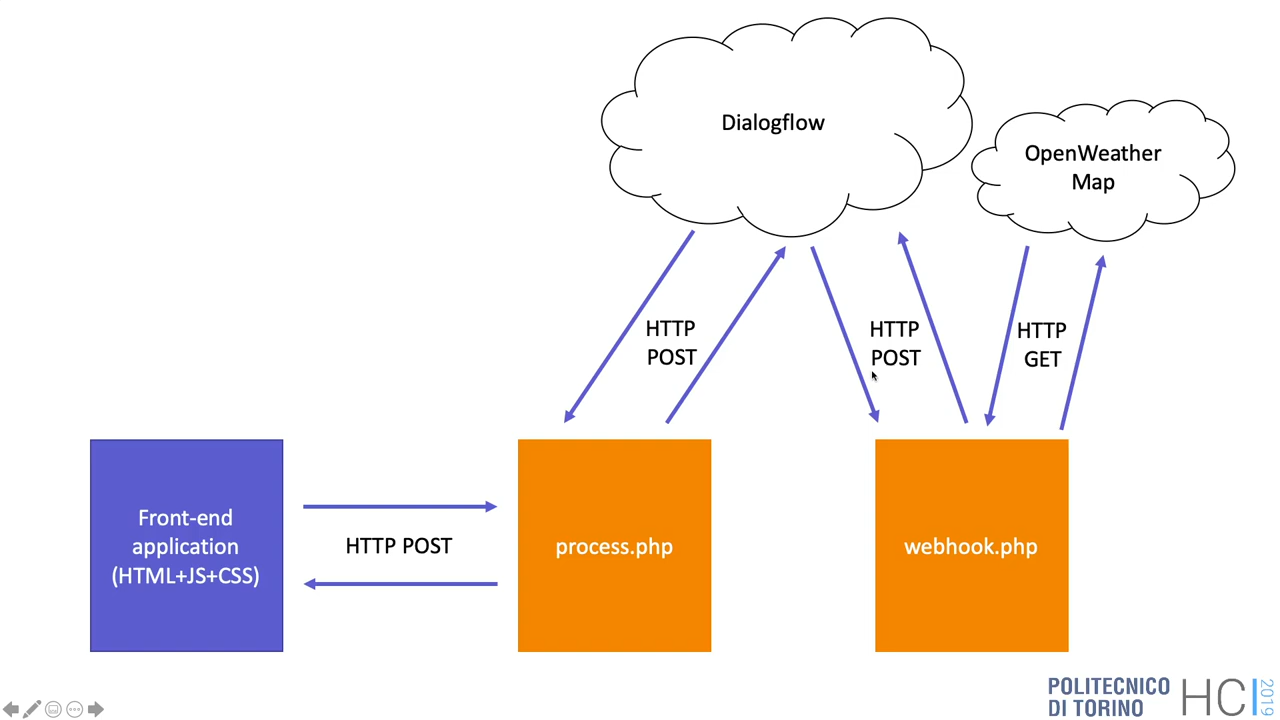 Dialogflow
OpenWeather
Map
HTTP
POST
HTTP
POST
HTTP
GET
Front-end
application
(HTML+JS+CSS)
HTTP POST
process.php
webhook.php
POLITECNICO
DI TORINO
HCI
2019